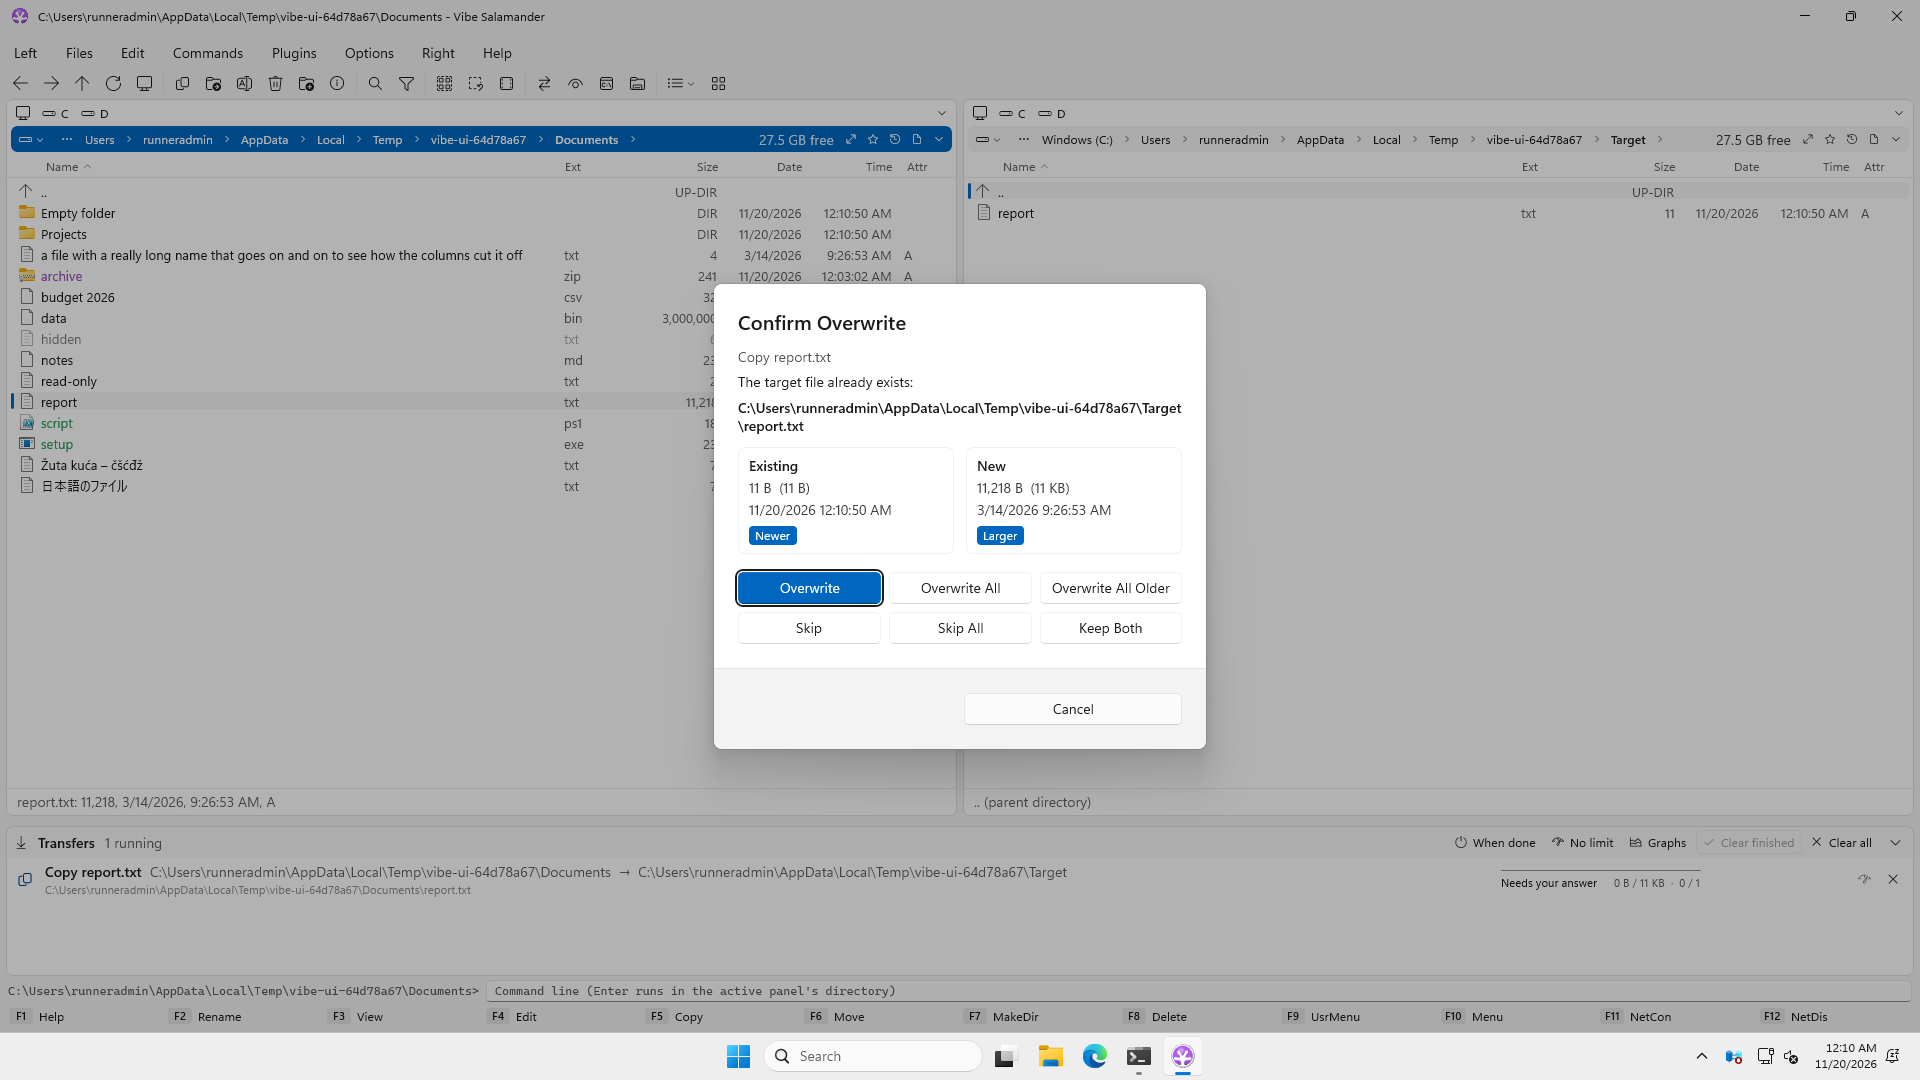 C:\Users\runneradmin\AppData\Local\Temp\vibe-ui-64d78a67\Documents - Vibe Salamander
Left Files Edit Commands Plugins Options Right Help
C D
Users runneradmin AppData Local Temp vibe-ui-64d78a67 Documents 27.5 GB free
Name Ext Size Date Time Attr
.. UP-DIR
Empty folder DIR 11/20/2026 12:10:50 AM
Projects DIR 11/20/2026 12:10:50 AM
a file with a really long name that goes on and on to see how the columns cut it off txt 4 3/14/2026 9:26:53 AM A
archive zip 241 11/20/2026 12:03:02 AM A
budget 2026 csv 32
data bin 3,000,000
hidden txt
notes md 23
read-only txt 2
report txt 11,218
script ps1 18
setup exe 23
Žuta kuća – čšćđž txt 7
日本語のファイル txt 7
report.txt: 11,218, 3/14/2026, 9:26:53 AM, A
C D
Windows (C:) Users runneradmin AppData Local Temp vibe-ui-64d78a67 Target 27.5 GB free
Name Ext Size Date Time Attr
.. UP-DIR
report txt 11 11/20/2026 12:10:50 AM A
.. (parent directory)
Confirm Overwrite
Copy report.txt
The target file already exists:
C:\Users\runneradmin\AppData\Local\Temp\vibe-ui-64d78a67\Target
\report.txt
Existing
11 B (11 B)
11/20/2026 12:10:50 AM
Newer
New
11,218 B (11 KB)
3/14/2026 9:26:53 AM
Larger
Overwrite Overwrite All Overwrite All Older
Skip Skip All Keep Both
Cancel
Transfers 1 running When done No limit Graphs Clear finished Clear all
Copy report.txt C:\Users\runneradmin\AppData\Local\Temp\vibe-ui-64d78a67\Documents → C:\Users\runneradmin\AppData\Local\Temp\vibe-ui-64d78a67\Target
C:\Users\runneradmin\AppData\Local\Temp\vibe-ui-64d78a67\Documents\report.txt
Needs your answer 0 B / 11 KB · 0 / 1
C:\Users\runneradmin\AppData\Local\Temp\vibe-ui-64d78a67\Documents> Command line (Enter runs in the active panel's directory)
F1 Help F2 Rename F3 View F4 Edit F5 Copy F6 Move F7 MakeDir F8 Delete F9 UsrMenu F10 Menu F11 NetCon F12 NetDis
Search
12:10 AM
11/20/2026